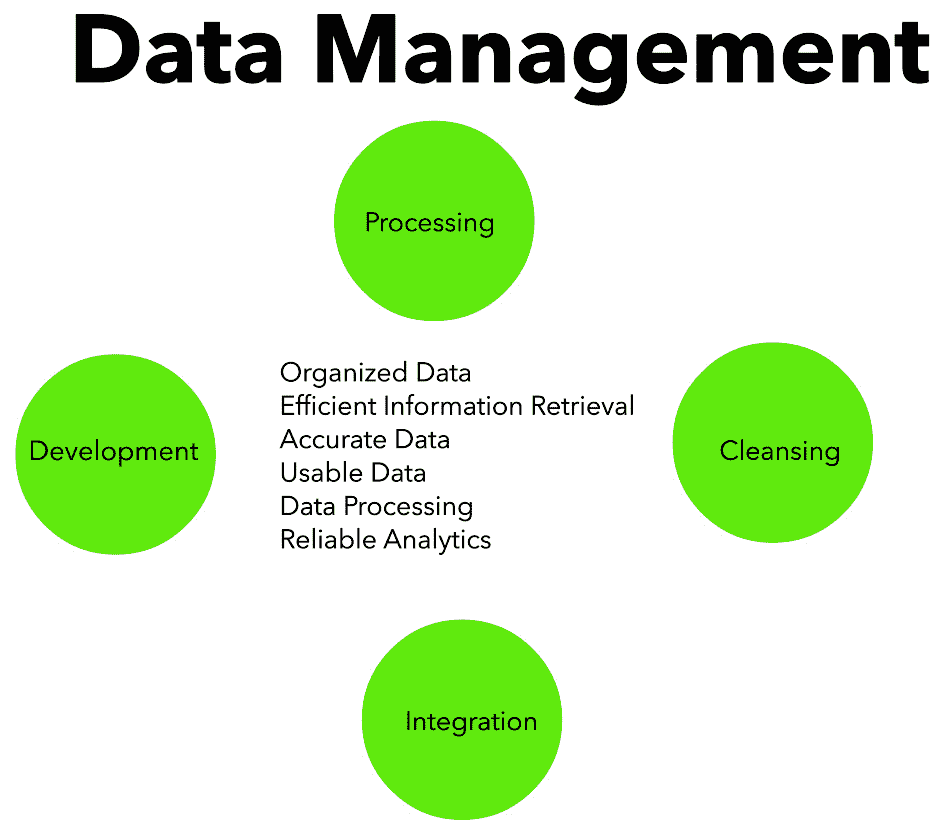 Data Management
Processing
Organized Data
Efficient Information Retrieval
Accurate Data
Usable Data
Data Processing
Reliable Analytics
Development
Cleansing
Integration